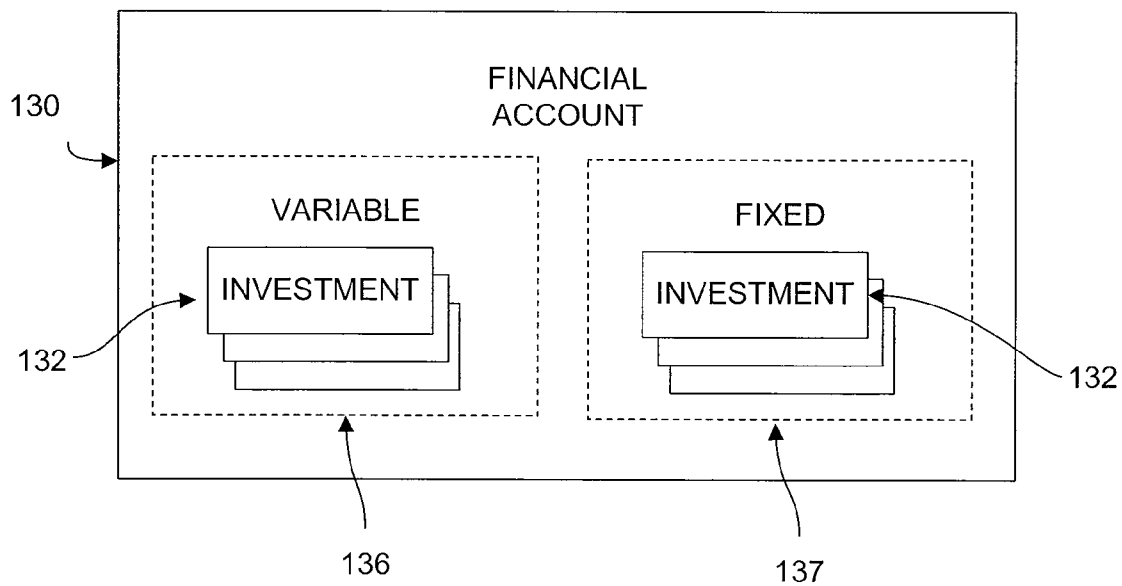 FINANCIAL
ACCOUNT
130
VARIABLE
FIXED
INVESTMENT
INVESTMENT
132
132
136
137